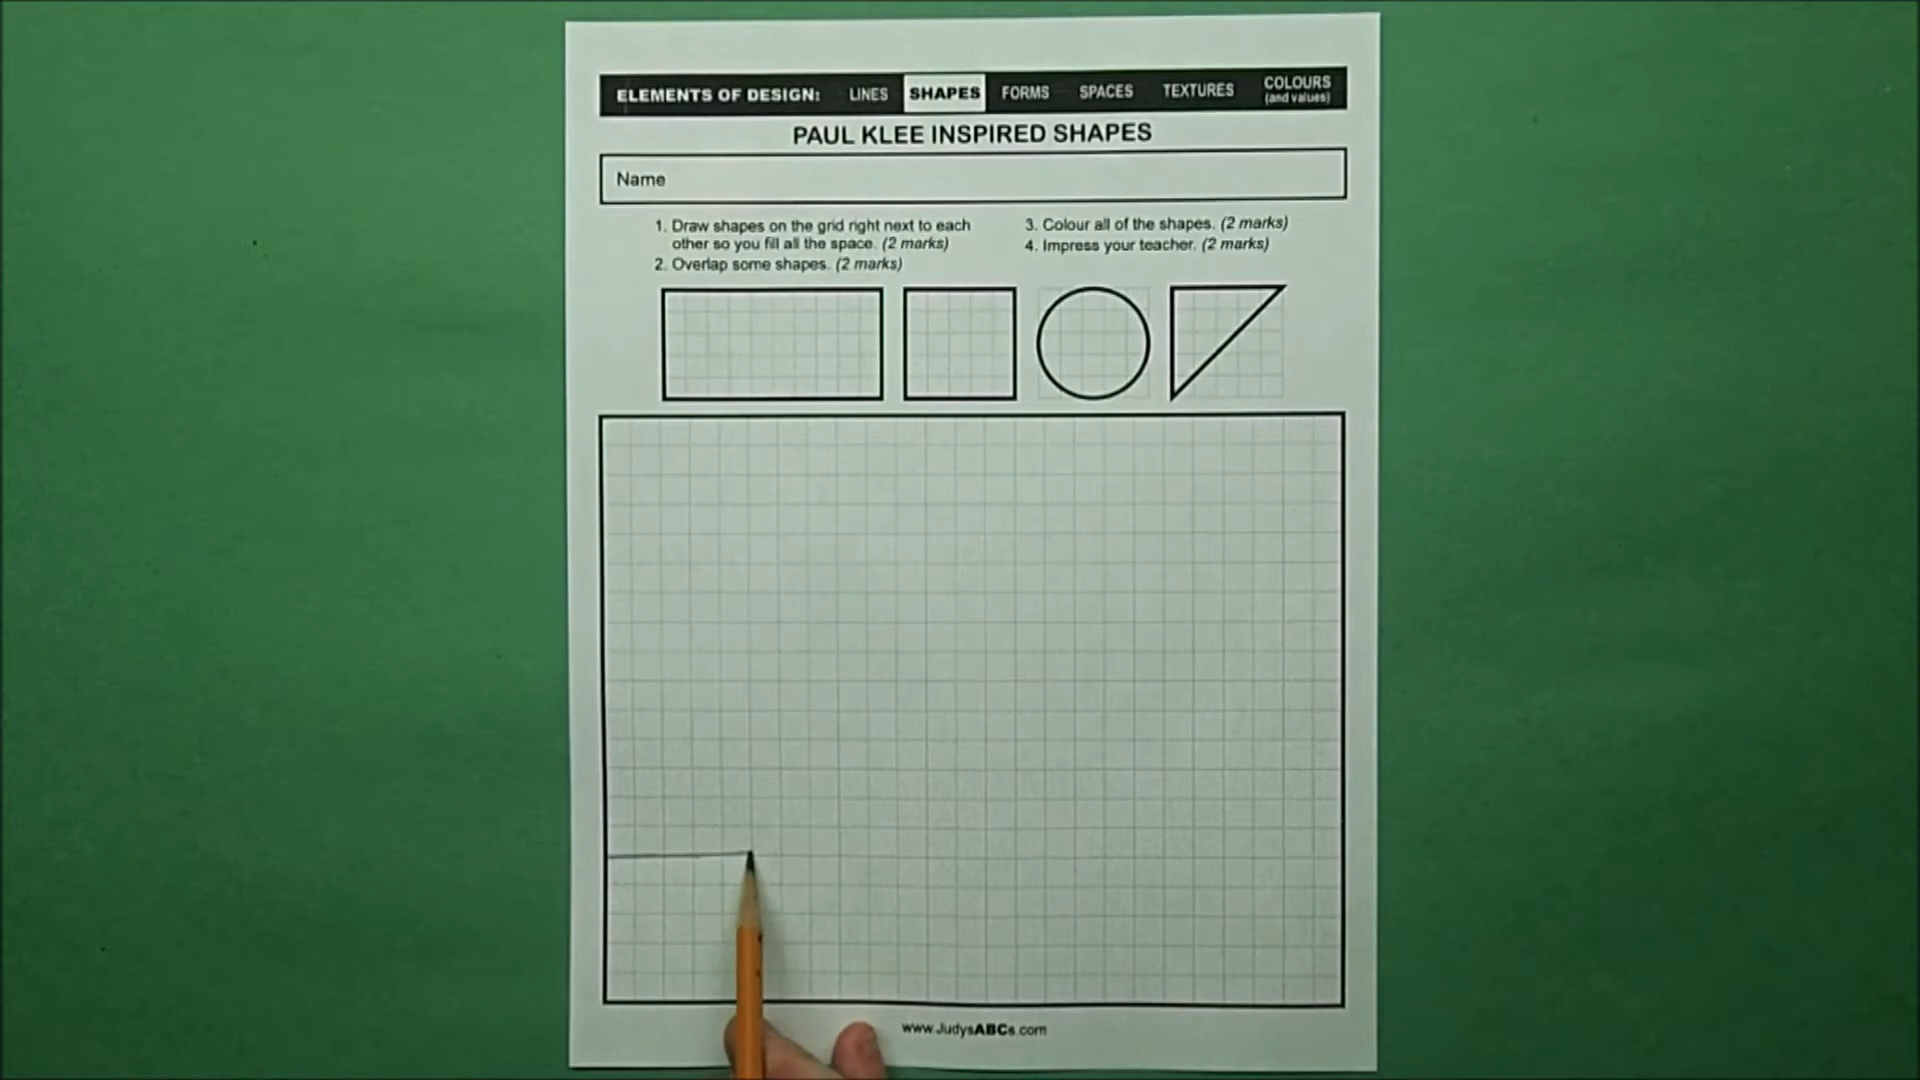 ELEMENTS OF DESIGN: LINES SHAPES FORMS SPACES TEXTURES COLOURS
(and values)
PAUL KLEE INSPIRED SHAPES
Name
1. Draw shapes on the grid right next to each
other so you fill all the space. (2 marks)
2. Overlap some shapes. (2 marks)
3. Colour all of the shapes. (2 marks)
4. Impress your teacher. (2 marks)
www.JudysABCs.com